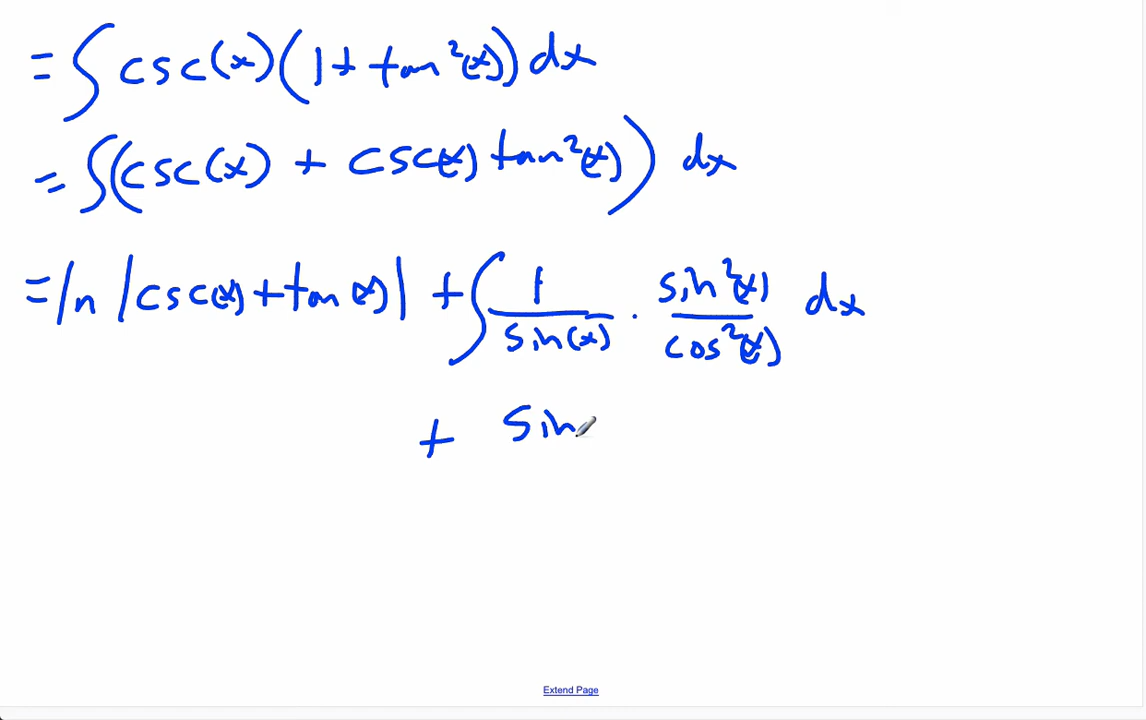 = ∫ csc(x)(1 + tan²(x)) dx
= ∫(csc(x) + csc(x) tan²(x)) dx
= ln |csc(x) + tan(x)| + ∫ 1/sin(x) · sin²(x)/cos²(x) dx
+ sin
Extend Page